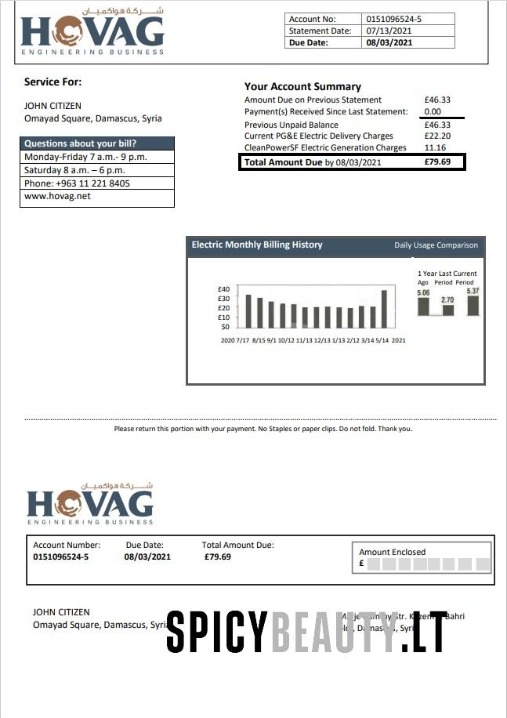 شركة هواكميان
HOVAG
ENGINEERING BUSINESS
Account No: 0151096524-5
Statement Date: 07/13/2021
Due Date: 08/03/2021
Service For:
JOHN CITIZEN
Omayad Square, Damascus, Syria
Questions about your bill?
Monday-Friday 7 a.m.- 9 p.m.
Saturday 8 a.m. – 6 p.m.
Phone: +963 11 221 8405
www.hovag.net
Your Account Summary
Amount Due on Previous Statement £46.33
Payment(s) Received Since Last Statement: 0.00
Previous Unpaid Balance £46.33
Current PG&E Electric Delivery Charges £22.20
CleanPowerSF Electric Generation Charges 11.16
Total Amount Due by 08/03/2021 £79.69
Electric Monthly Billing History Daily Usage Comparison
1 Year Last Current
Ago Period Period
5.06 2.70 5.37
£40
£30
£20
£10
$0
2020 7/17 8/15 9/1 10/12 11/13 12/13 1/13 2/12 3/14 5/14 2021
Please return this portion with your payment. No Staples or paper clips. Do not fold. Thank you.
شركة هواكميان
HOVAG
ENGINEERING BUSINESS
Account Number: Due Date: Total Amount Due:
0151096524-5 08/03/2021 £79.69
Amount Enclosed
£
JOHN CITIZEN
Omayad Square, Damascus, Syria
Str. Bahri
Syri
SPICYBEAUTY.LT